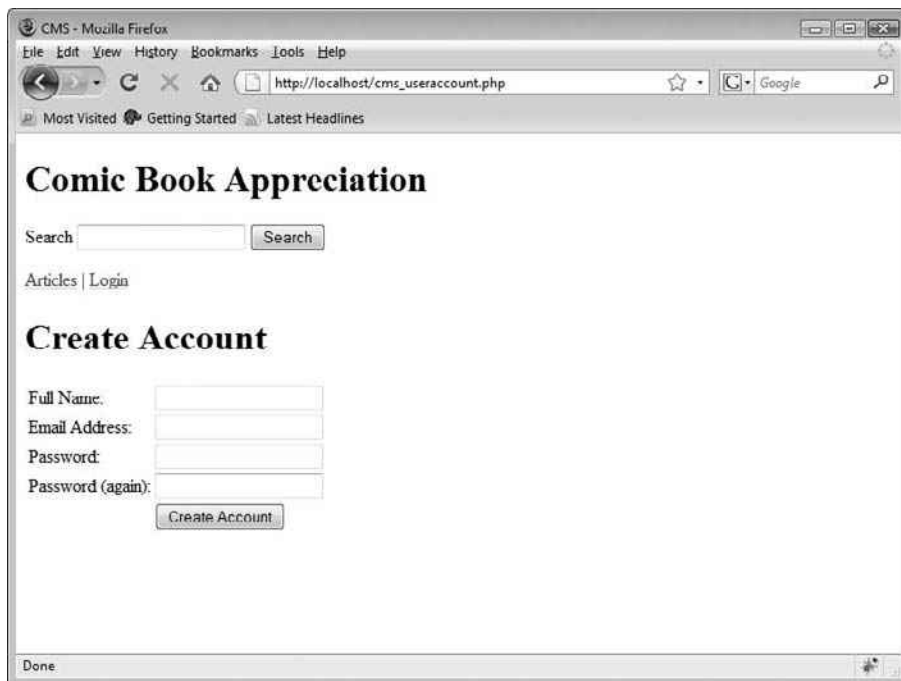 CMS - Mozilla Firefox
File Edit View History Bookmarks Tools Help
http://localhost/cms_useraccount.php
G Google
Most Visited Getting Started Latest Headlines
Comic Book Appreciation
Search Search
Articles | Login
Create Account
Full Name:
Email Address:
Password:
Password (again):
Create Account
Done